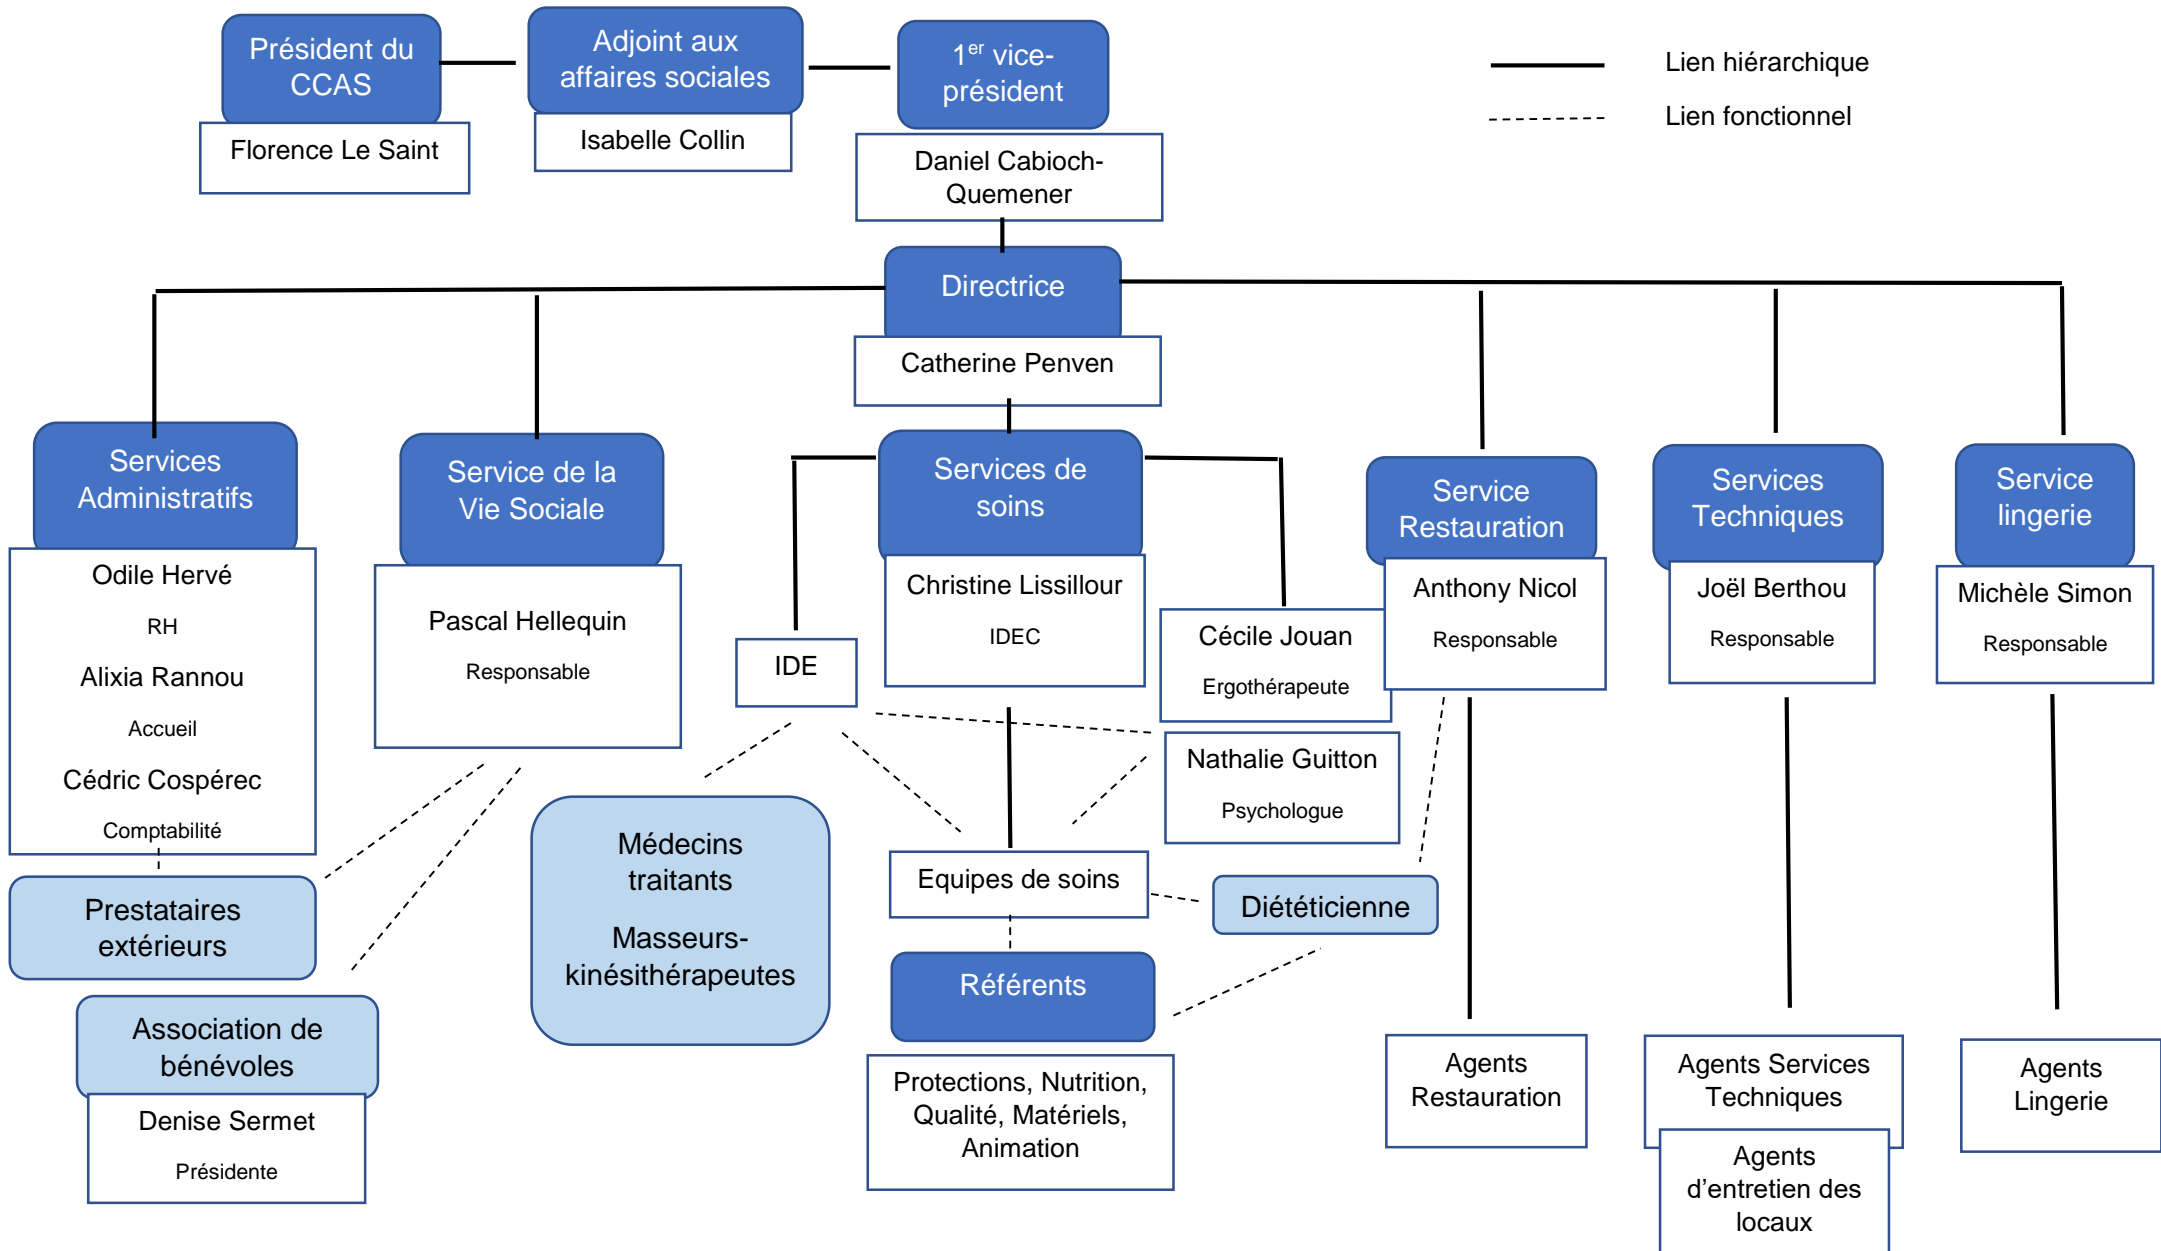 Président du
CCAS
Florence Le Saint
Adjoint aux
affaires sociales
Isabelle Collin
1er vice-
président
Daniel Cabioch-
Quemener
Lien hiérarchique
Lien fonctionnel
Directrice
Catherine Penven
Services
Administratifs
Odile Hervé
RH
Alixia Rannou
Accueil
Cédric Cospérec
Comptabilité
Prestataires
extérieurs
Association de
bénévoles
Denise Sermet
Présidente
Service de la
Vie Sociale
Pascal Hellequin
Responsable
Services de
soins
Christine Lissillour
IDEC
IDE
Cécile Jouan
Ergothérapeute
Nathalie Guitton
Psychologue
Médecins
traitants
Masseurs-
kinésithérapeutes
Equipes de soins
Diététicienne
Référents
Protections, Nutrition,
Qualité, Matériels,
Animation
Service
Restauration
Anthony Nicol
Responsable
Agents
Restauration
Services
Techniques
Joël Berthou
Responsable
Agents Services
Techniques
Agents
d’entretien des
locaux
Service
lingerie
Michèle Simon
Responsable
Agents
Lingerie